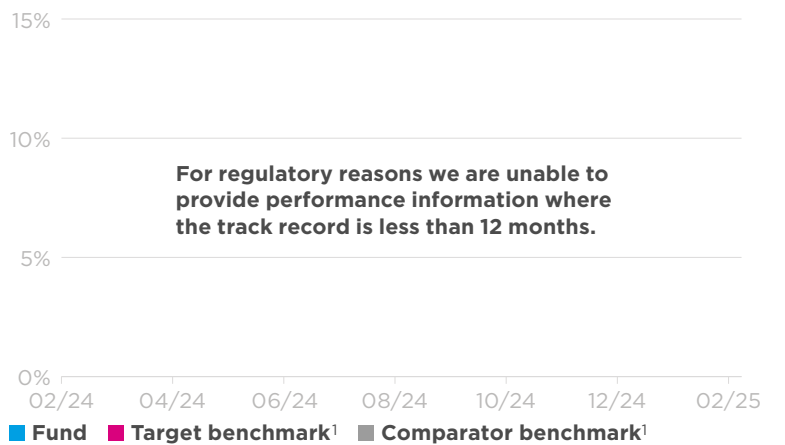 15%
10%
For regulatory reasons we are unable to
provide performance information where
the track record is less than 12 months.
5%
0%
02/24 04/24 06/24 08/24 10/24 12/24 02/25
Fund Target benchmark¹ Comparator benchmark¹